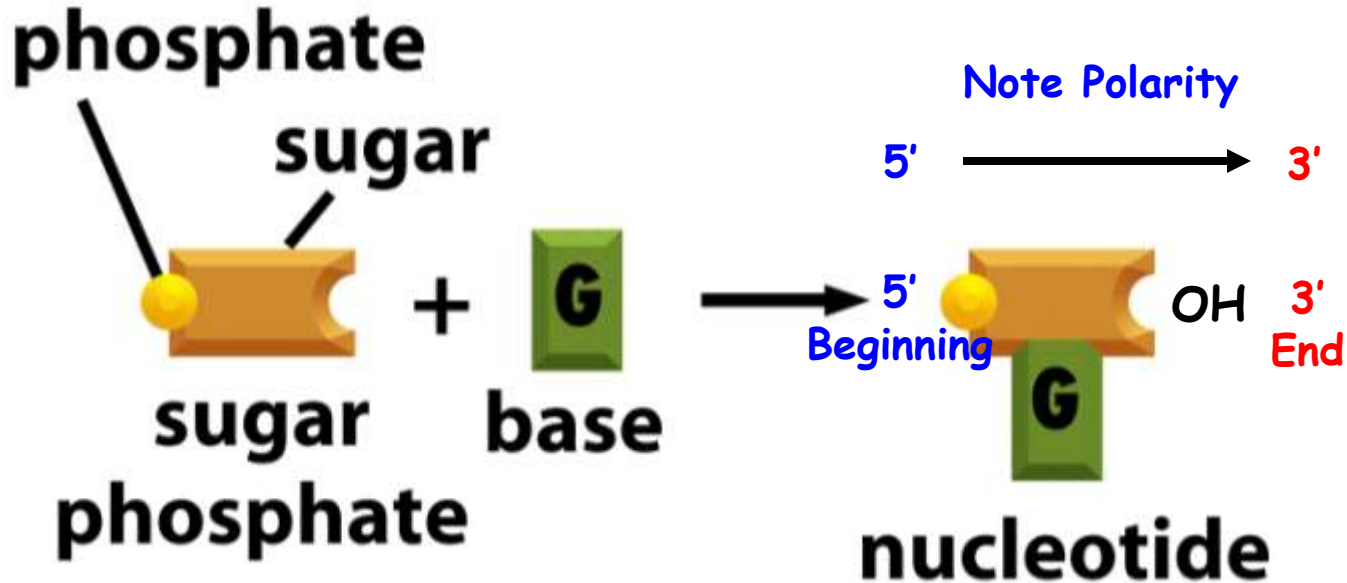 phosphate
sugar
Note Polarity
5' 3'
+
G
5' OH 3'
Beginning End
G
sugar
phosphate
base
nucleotide